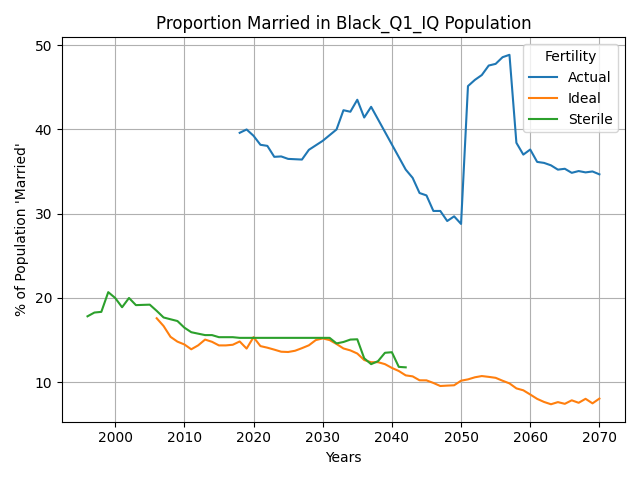 Proportion Married in Black_Q1_IQ Population
% of Population 'Married'
50
40
30
20
10
Fertility
Actual
Ideal
Sterile
2000 2010 2020 2030 2040 2050 2060 2070
Years